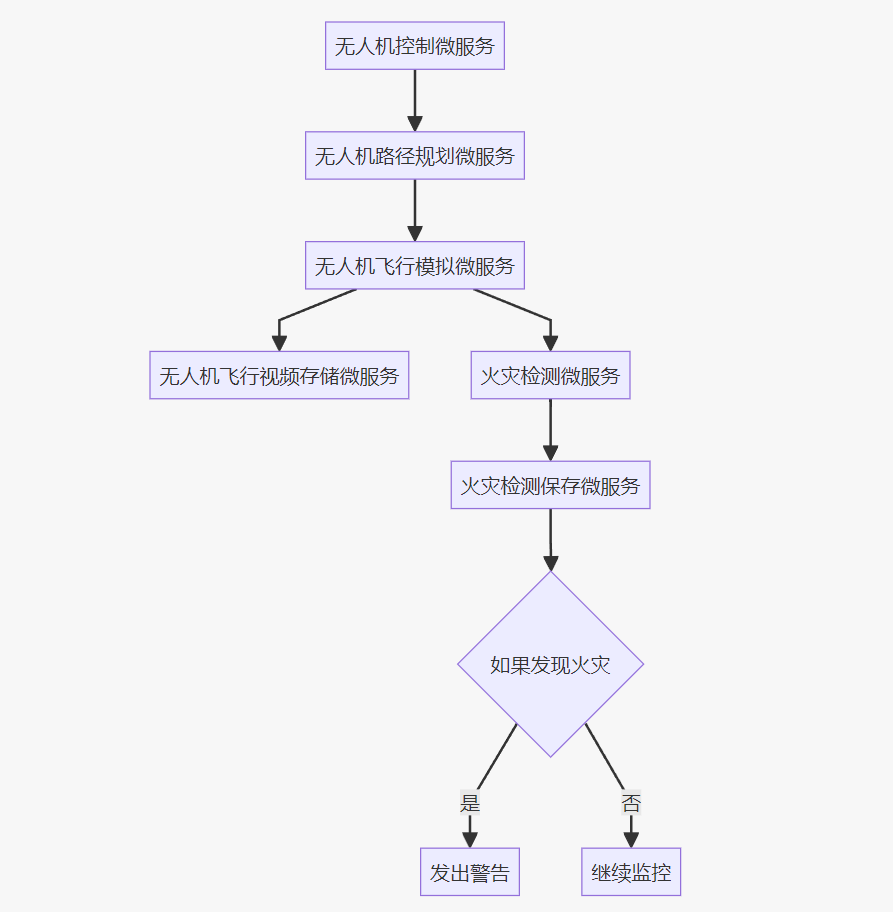 无人机控制微服务
无人机路径规划微服务
无人机飞行模拟微服务
无人机飞行视频存储微服务
火灾检测微服务
火灾检测保存微服务
如果发现火灾
是
否
发出警告
继续监控